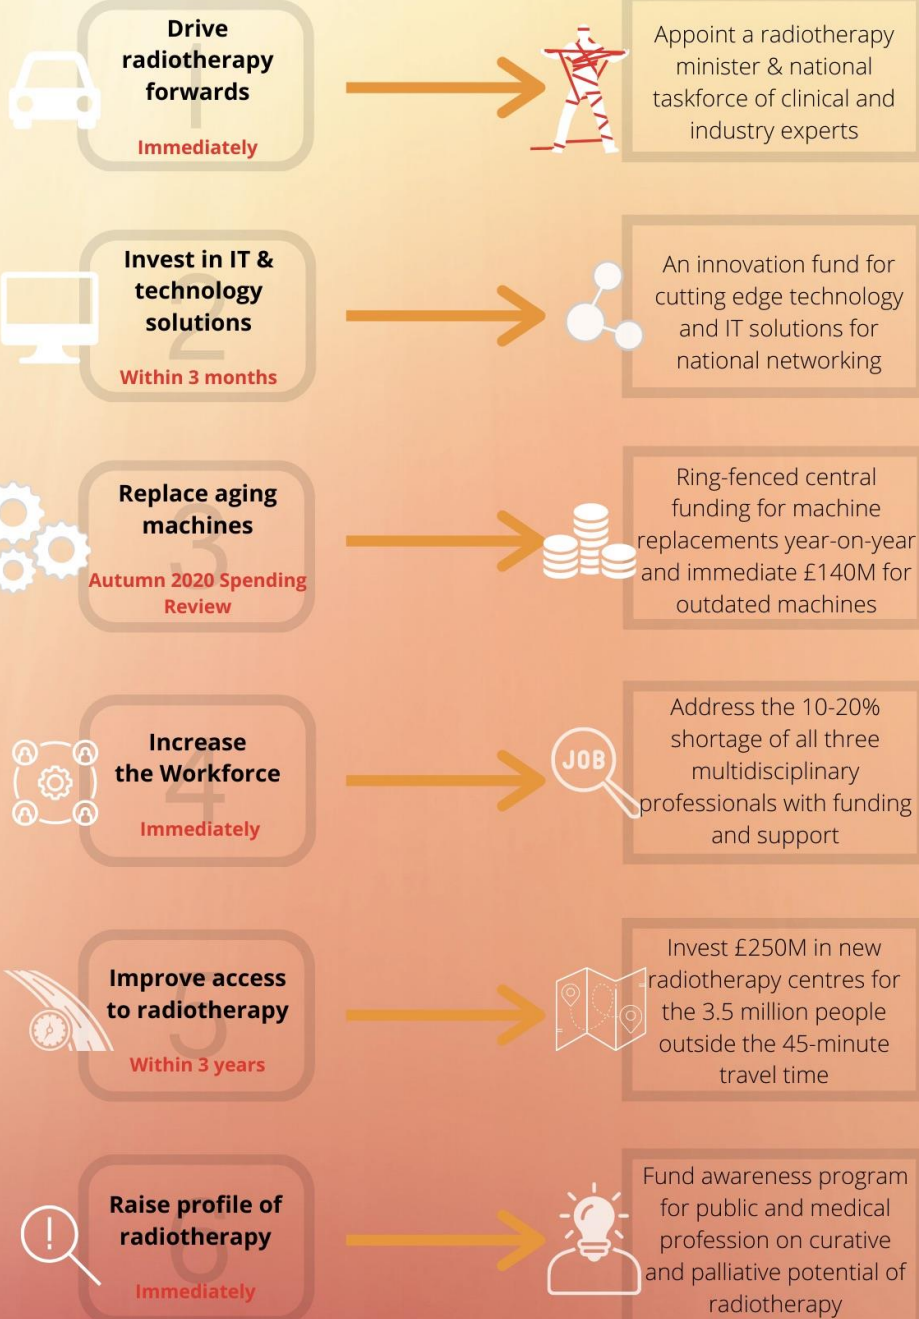 1
Drive
radiotherapy
forwards
Immediately
Appoint a radiotherapy
minister & national
taskforce of clinical and
industry experts
2
Invest in IT &
technology
solutions
Within 3 months
An innovation fund for
cutting edge technology
and IT solutions for
national networking
3
Replace aging
machines
Autumn 2020 Spending
Review
Ring-fenced central
funding for machine
replacements year-on-year
and immediate £140M for
outdated machines
4
Increase
the Workforce
Immediately
JOB
Address the 10-20%
shortage of all three
multidisciplinary
professionals with funding
and support
5
Improve access
to radiotherapy
Within 3 years
Invest £250M in new
radiotherapy centres for
the 3.5 million people
outside the 45-minute
travel time
6
Raise profile of
radiotherapy
Immediately
Fund awareness program
for public and medical
profession on curative
and palliative potential of
radiotherapy